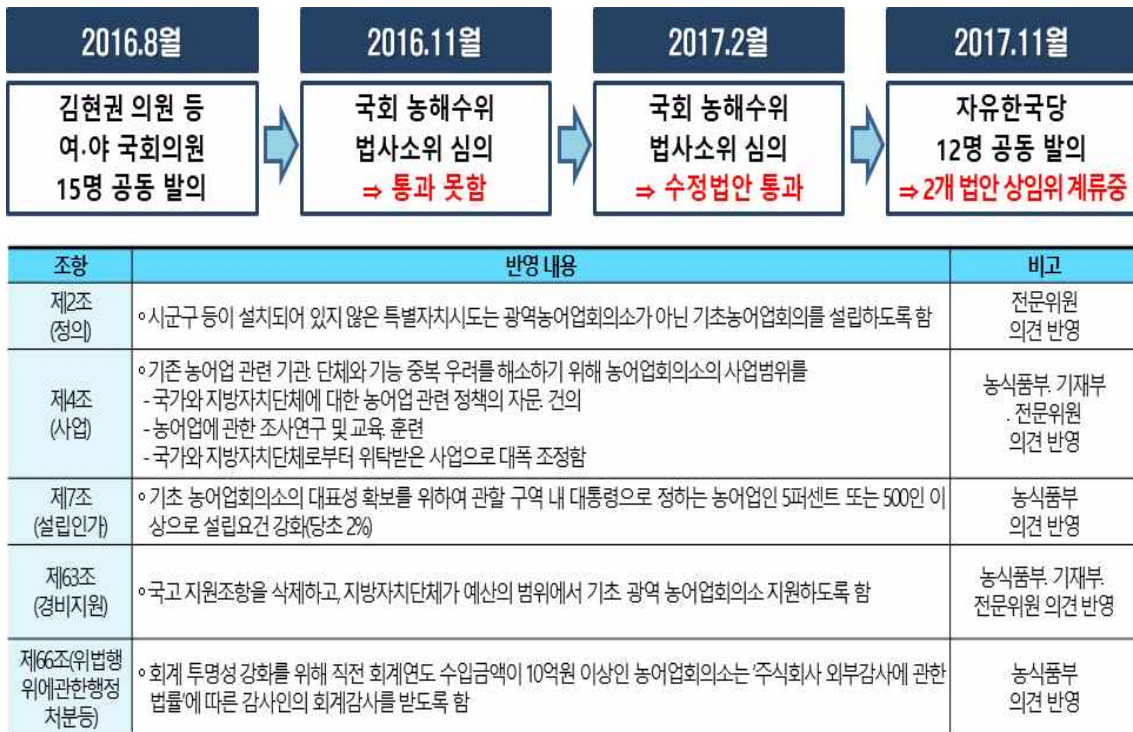 2016.8월
김현권 의원 등
여·야 국회의원
15명 공동 발의
2016.11월
국회 농해수위
법사소위 심의
⇒ 통과 못함
2017.2월
국회 농해수위
법사소위 심의
⇒ 수정법안 통과
2017.11월
자유한국당
12명 공동 발의
⇒ 2개 법안 상임위 계류중
조항 반영 내용 비고
제2조
(정의)
∘시군구 등이 설치되어 있지 않은 특별자치시도는 광역농어업회의소가 아닌 기초농어업회의를 설립하도록 함
전문위원
의견 반영
제4조
(사업)
∘기존 농어업 관련 기관. 단체와 기능 중복 우려를 해소하기 위해 농어업회의소의 사업범위를
- 국가와 지방자치단체에 대한 농어업 관련 정책의 자문. 건의
- 농어업에 관한 조사연구 및 교육. 훈련
- 국가와 지방자치단체로부터 위탁받은 사업으로 대폭 조정함
농식품부. 기재부
. 전문위원
의견 반영
제7조
(설립인가)
∘기초 농어업회의소의 대표성 확보를 위하여 관할 구역 내 대통령으로 정하는 농어업인 5퍼센트 또는 500인 이
상으로 설립요건 강화(당초 2%)
농식품부
의견 반영
제63조
(경비지원)
∘국고 지원조항을 삭제하고, 지방자치단체가 예산의 범위에서 기초. 광역 농어업회의소 지원하도록 함
농식품부. 기재부.
전문위원 의견 반영
제66조(위법행
위에관한행정
처분등)
∘회계 투명성 강화를 위해 직전 회계연도 수입금액이 10억원 이상인 농어업회의소는 '주식회사 외부감사에 관한
법률'에 따른 감사인의 회계감사를 받도록 함
농식품부
의견 반영